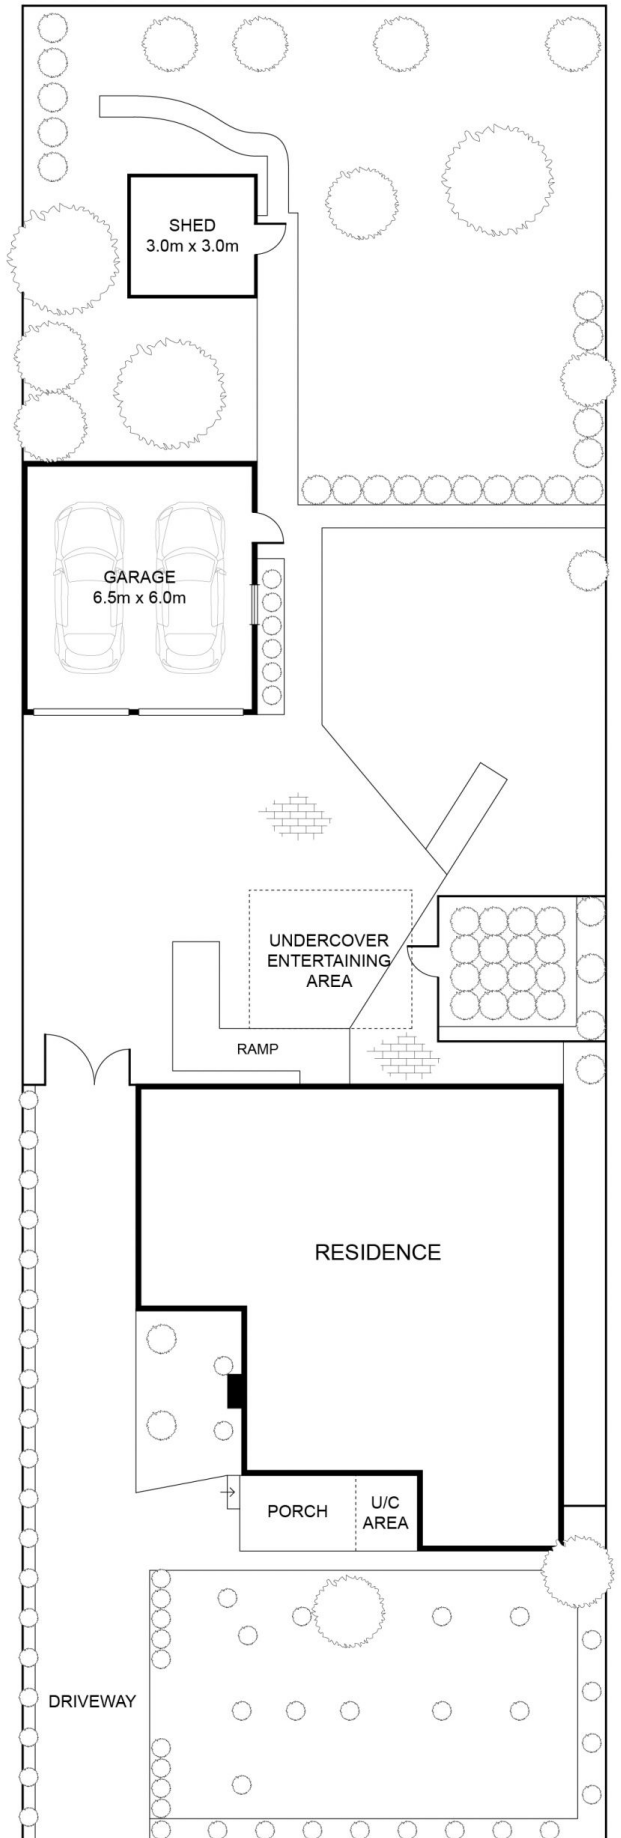 SHED
3.0m x 3.0m
GARAGE
6.5m x 6.0m
UNDERCOVER
ENTERTAINING
AREA
RAMP
RESIDENCE
PORCH
U/C
AREA
DRIVEWAY